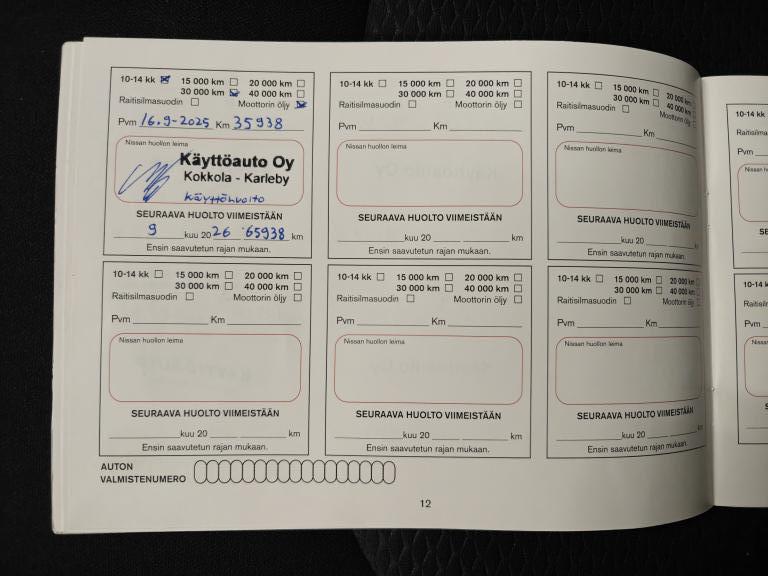 10-14 kk 15 000 km 20 000 km
30 000 km 40 000 km
Raitisilmasuodin Moottorin öljy
Pvm 16.9-2025 Km 35938
Nissan huollon leima
Käyttöauto Oy
Kokkola - Karleby
Käyttöhuolto
SEURAAVA HUOLTO VIIMEISTÄÄN
9 kuu 2026 65938 km
Ensin saavutetun rajan mukaan.
10-14 kk 15 000 km 20 000 km
30 000 km 40 000 km
Raitisilmasuodin Moottorin öljy
Pvm Km
Nissan huollon leima
SEURAAVA HUOLTO VIIMEISTÄÄN
kuu 20 km
Ensin saavutetun rajan mukaan.
10-14 kk 15 000 km 20 000 km
30 000 km 40 000 km
Raitisilmasuodin Moottorin öljy
Pvm Km
Nissan huollon leima
SEURAAVA HUOLTO VIIMEISTÄÄN
kuu 20 km
Ensin saavutetun rajan mukaan.
10-14 kk 15 000 km 20 000 km
30 000 km 40 000 km
Raitisilmasuodin Moottorin öljy
Pvm Km
Nissan huollon leima
SEURAAVA HUOLTO VIIMEISTÄÄN
kuu 20 km
Ensin saavutetun rajan mukaan.
10-14 kk 15 000 km 20 000 km
30 000 km 40 000 km
Raitisilmasuodin Moottorin öljy
Pvm Km
Nissan huollon leima
SEURAAVA HUOLTO VIIMEISTÄÄN
kuu 20 km
Ensin saavutetun rajan mukaan.
10-14 kk 15 000 km 20 000 km
30 000 km 40 000 km
Raitisilmasuodin Moottorin öljy
Pvm Km
Nissan huollon leima
SEURAAVA HUOLTO VIIMEISTÄÄN
kuu 20 km
Ensin saavutetun rajan mukaan.
AUTON
VALMISTENUMERO
12